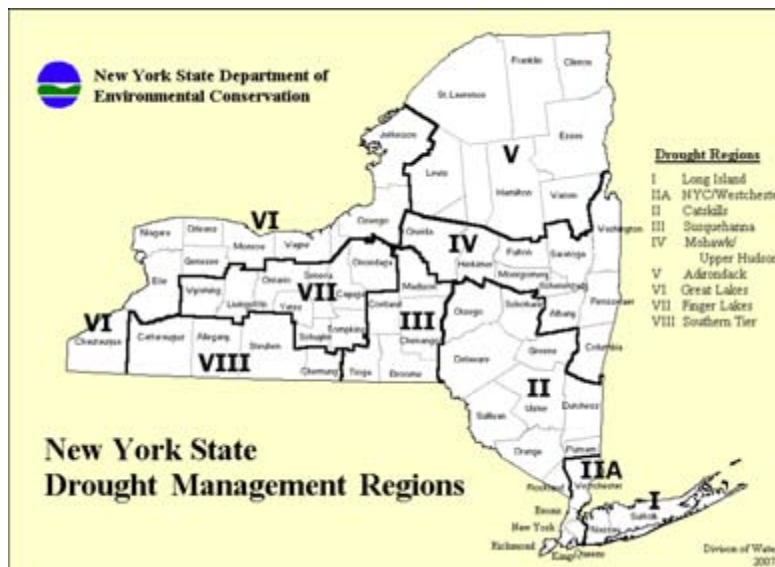 New York State Department of
Environmental Conservation
Franklin
Clinton
St. Lawrence
Jefferson
Essex
V
Lewis
Hamilton
Warren
Drought Regions
I Long Island
IIA NYC/Westchester
II Catskills
III Susquehanna
IV Mohawk/
Upper Hudson
V Adirondack
VI Great Lakes
VII Finger Lakes
VIII Southern Tier
VI
Oswego
Oneida
Washington
Niagara
Orleans
Monroe
Wayne
IV
Herkimer
Fulton
Saratoga
Genesee
Onondaga
Montgomery
Schenectady
Erie
Wyoming
Livingston
Ontario
Seneca
Yates
VII
Cayuga
Madison
Cortland
Otsego
Schoharie
Albany
Rensselaer
III
VI
Chautauqua
Cattaraugus
Allegany
Steuben
Schuyler
Tompkins
Chenango
Columbia
VIII
Chemung
Tioga
Broome
Delaware
Greene
II
Ulster
Dutchess
Sullivan
Orange
Putnam
New York State
Drought Management Regions
IIA
Rockland
Westchester
I
Bronx
Suffolk
New York
Nassau
Richmond
Kings
Queens
Division of Water
2007